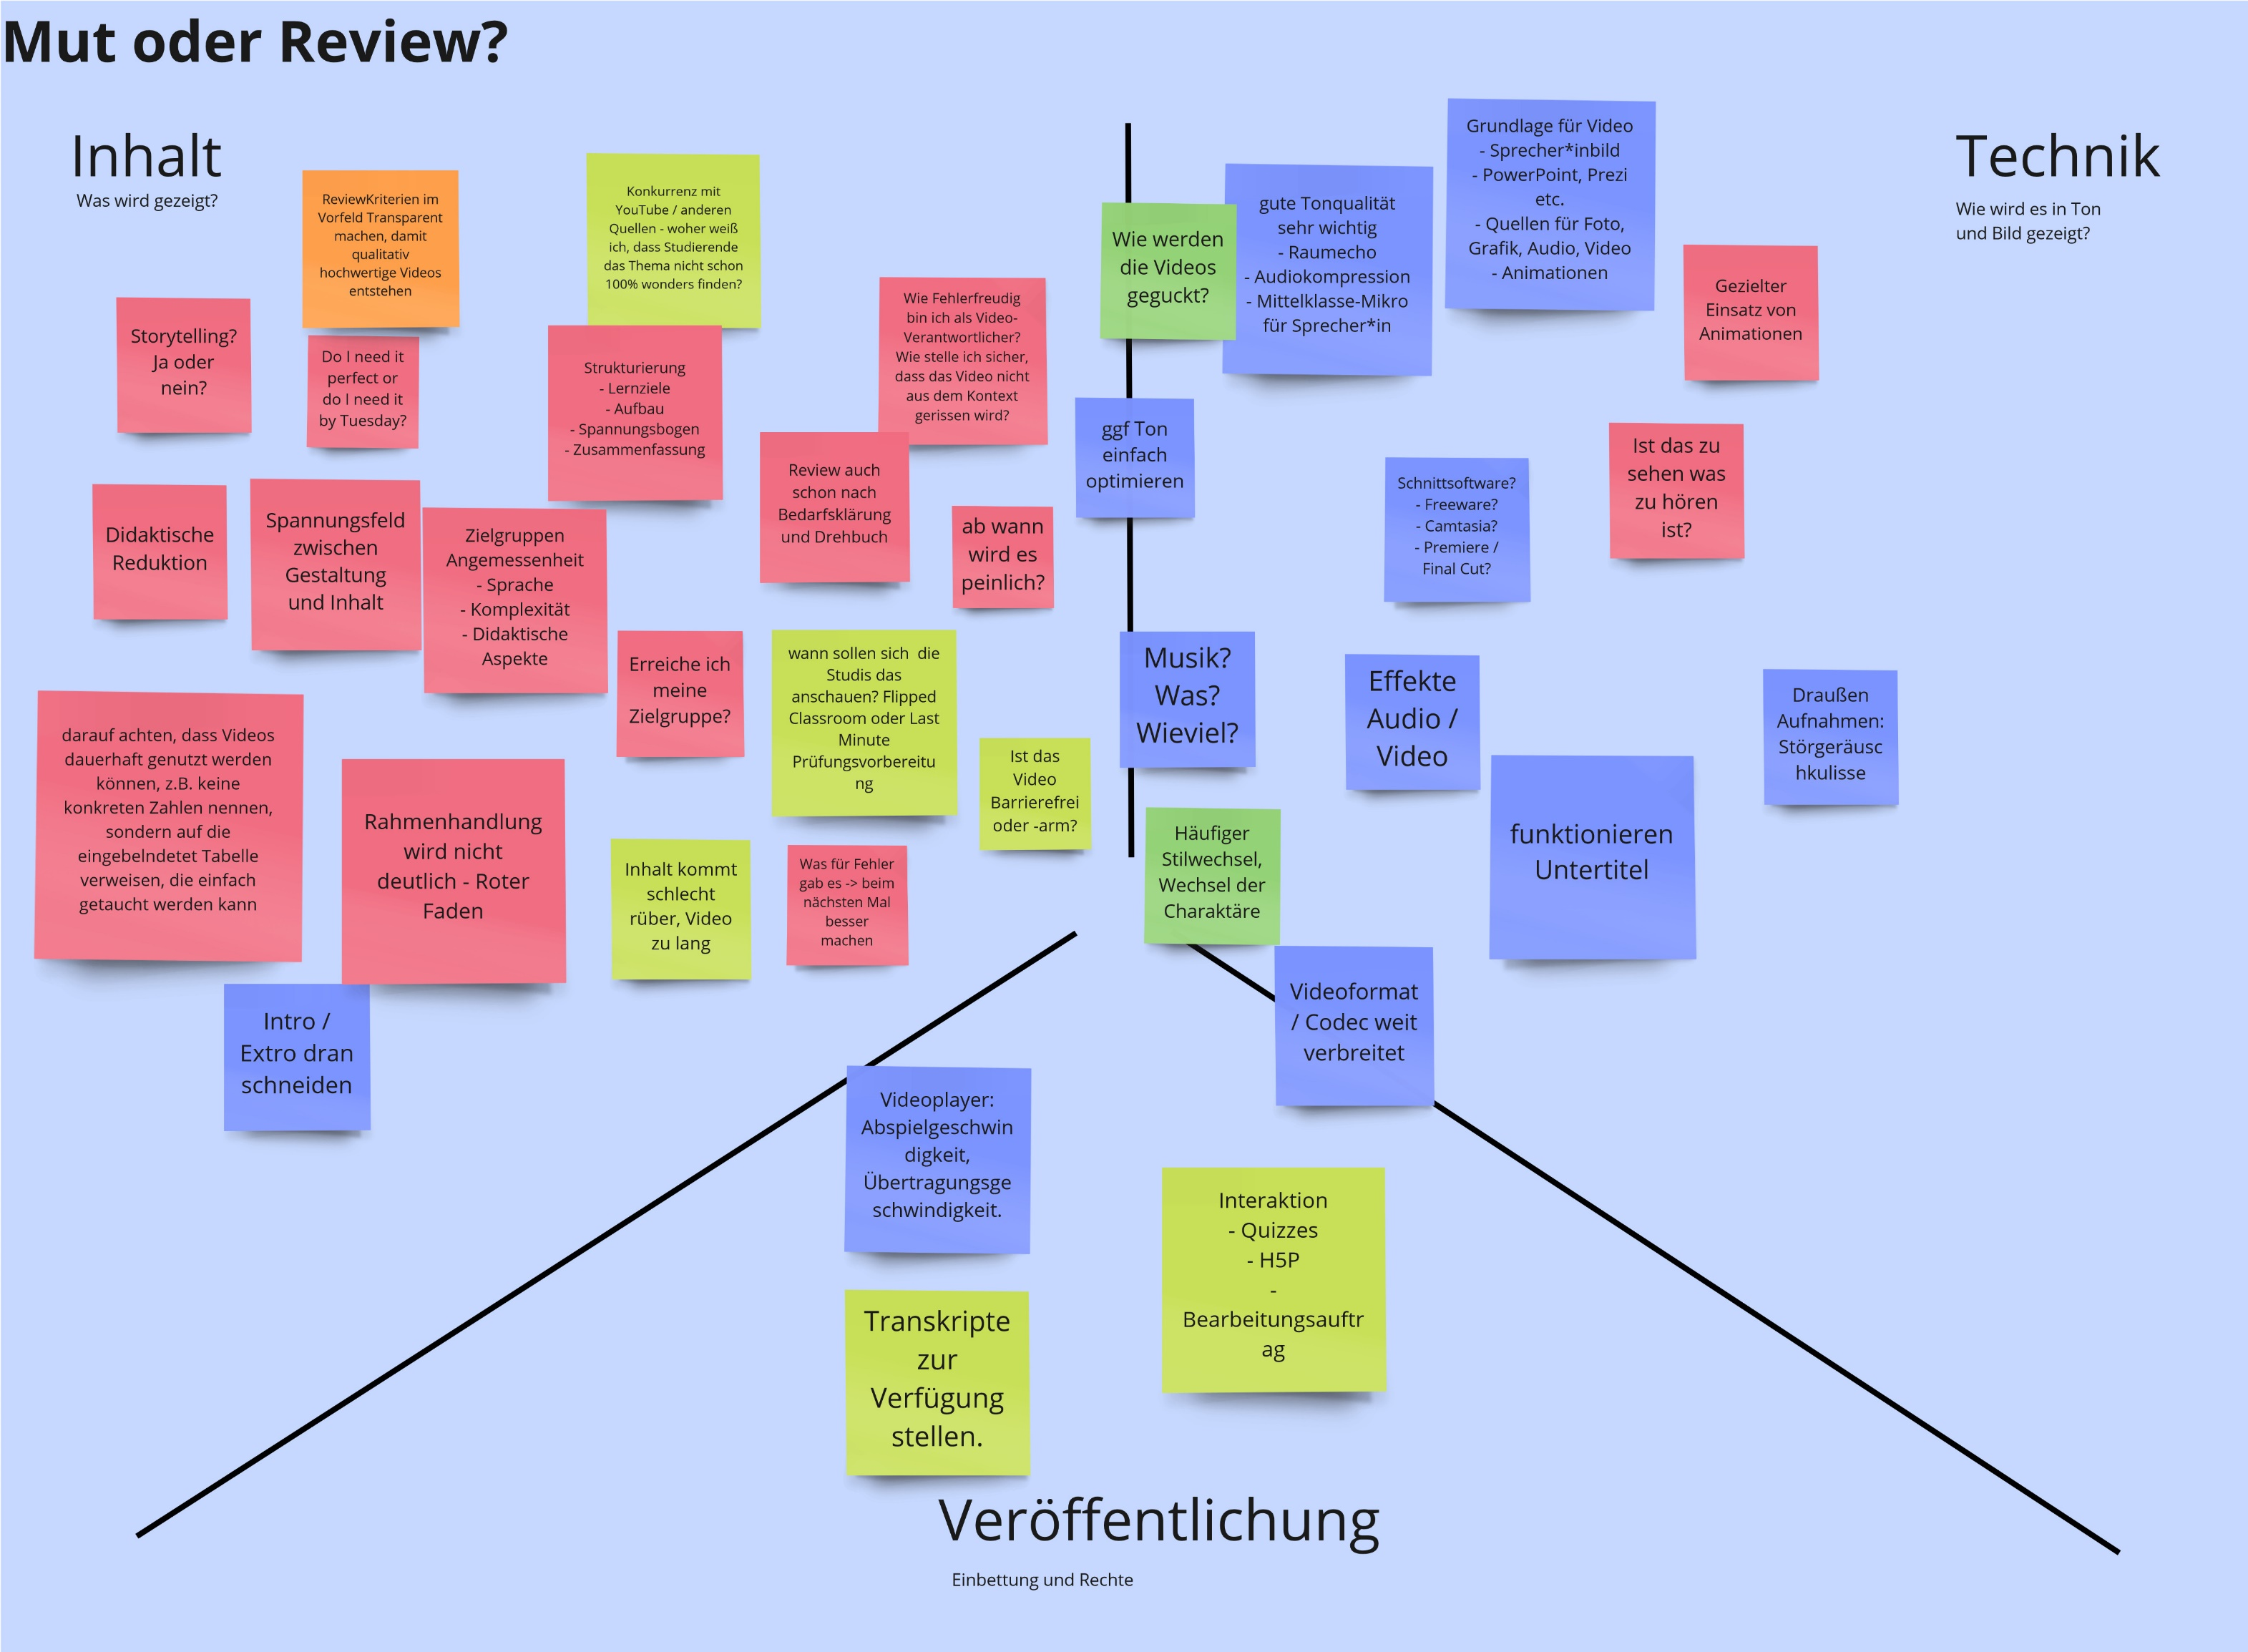 Mut oder Review?
Inhalt
Was wird gezeigt?
ReviewKriterien im
Vorfeld Transparent
machen, damit
qualitativ
hochwertige Videos
entstehen
Konkurrenz mit
YouTube / anderen
Quellen - woher weiß
ich, dass Studierende
das Thema nicht schon
100% wonders finden?
Storytelling?
Ja oder
nein?
Do I need it
perfect or
do I need it
by Tuesday?
Strukturierung
- Lernziele
- Aufbau
- Spannungsbogen
- Zusammenfassung
Wie Fehlerfreudig
bin ich als Video-
Verantwortlicher?
Wie stelle ich sicher,
dass das Video nicht
aus dem Kontext
gerissen wird?
Review auch
schon nach
Bedarfsklärung
und Drehbuch
ab wann
wird es
peinlich?
Didaktische
Reduktion
Spannungsfeld
zwischen
Gestaltung
und Inhalt
Zielgruppen
Angemessenheit
- Sprache
- Komplexität
- Didaktische
Aspekte
Erreiche ich
meine
Zielgruppe?
wann sollen sich  die
Studis das
anschauen? Flipped
Classroom oder Last
Minute
Prüfungsvorbereitu
ng
Ist das
Video
Barrierefrei
oder -arm?
darauf achten, dass Videos
dauerhaft genutzt werden
können, z.B. keine
konkreten Zahlen nennen,
sondern auf die
eingebelndetet Tabelle
verweisen, die einfach
getaucht werden kann
Rahmenhandlung
wird nicht
deutlich - Roter
Faden
Inhalt kommt
schlecht
rüber, Video
zu lang
Was für Fehler
gab es -> beim
nächsten Mal
besser
machen
Intro /
Extro dran
schneiden
Technik
Wie wird es in Ton
und Bild gezeigt?
Wie werden
die Videos
geguckt?
gute Tonqualität
sehr wichtig
- Raumecho
- Audiokompression
- Mittelklasse-Mikro
für Sprecher*in
Grundlage für Video
- Sprecher*inbild
- PowerPoint, Prezi
etc.
- Quellen für Foto,
Grafik, Audio, Video
- Animationen
Gezielter
Einsatz von
Animationen
ggf Ton
einfach
optimieren
Schnittsoftware?
- Freeware?
- Camtasia?
- Premiere /
Final Cut?
Ist das zu
sehen was
zu hören
ist?
Musik?
Was?
Wieviel?
Effekte
Audio /
Video
Draußen
Aufnahmen:
Störgeräusc
hkulisse
funktionieren
Untertitel
Häufiger
Stilwechsel,
Wechsel der
Charaktäre
Videoformat
/ Codec weit
verbreitet
Videoplayer:
Abspielgeschwin
digkeit,
Übertragungsge
schwindigkeit.
Interaktion
- Quizzes
- H5P
-
Bearbeitungsauftr
ag
Transkripte
zur
Verfügung
stellen.
Veröffentlichung
Einbettung und Rechte